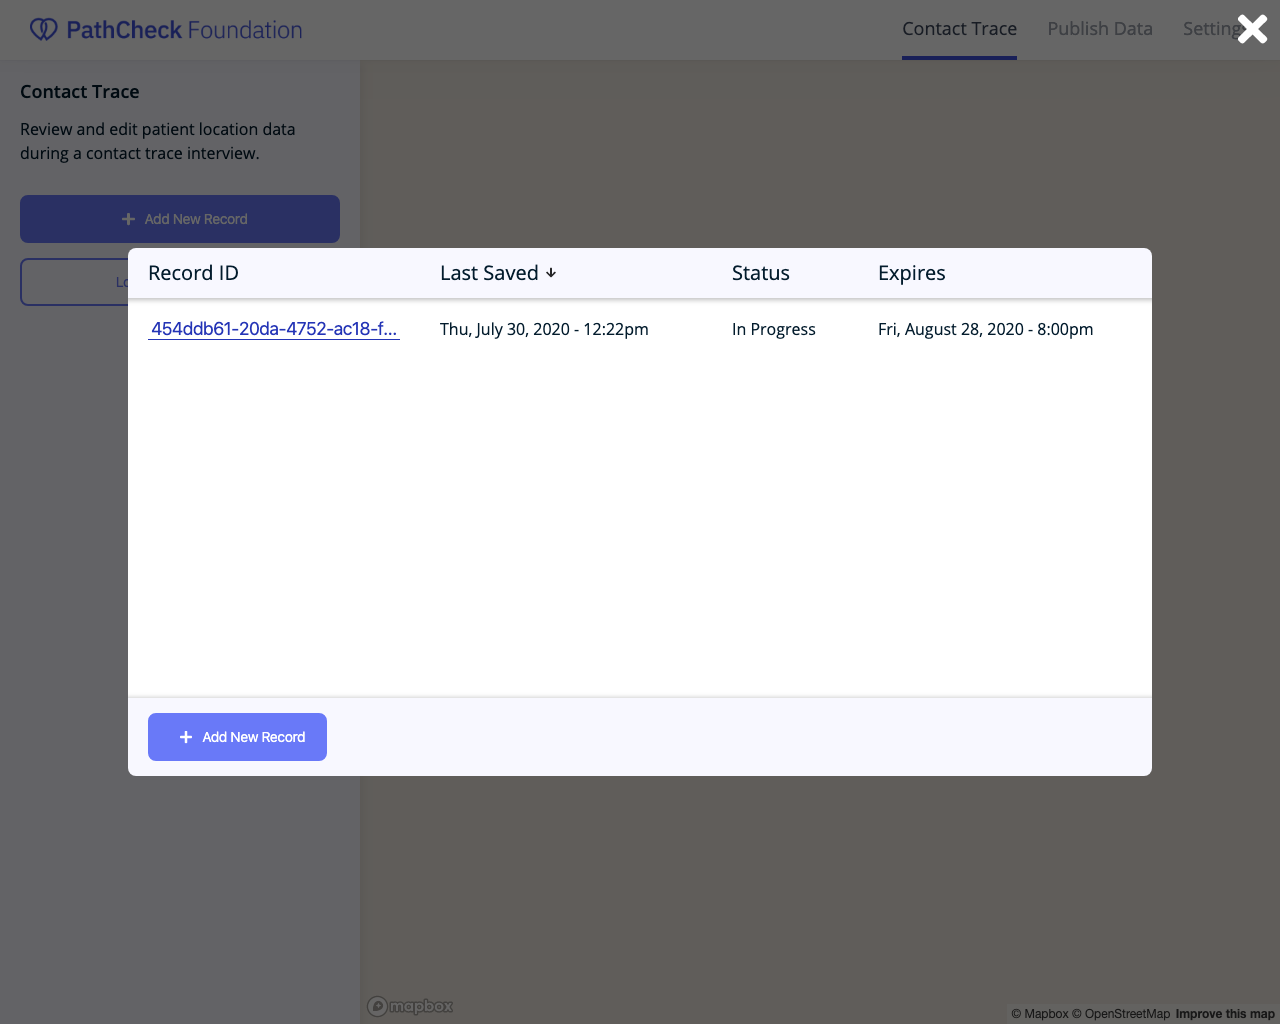 PathCheck Foundation
Contact Trace
Publish Data
Setting
Contact Trace
Review and edit patient location data
during a contact trace interview.
+ Add New Record
Record ID
Last Saved ↓
Status
Expires
454ddb61-20da-4752-ac18-f...
Thu, July 30, 2020 - 12:22pm
In Progress
Fri, August 28, 2020 - 8:00pm
+ Add New Record
mapbox
© Mapbox © OpenStreetMap Improve this map